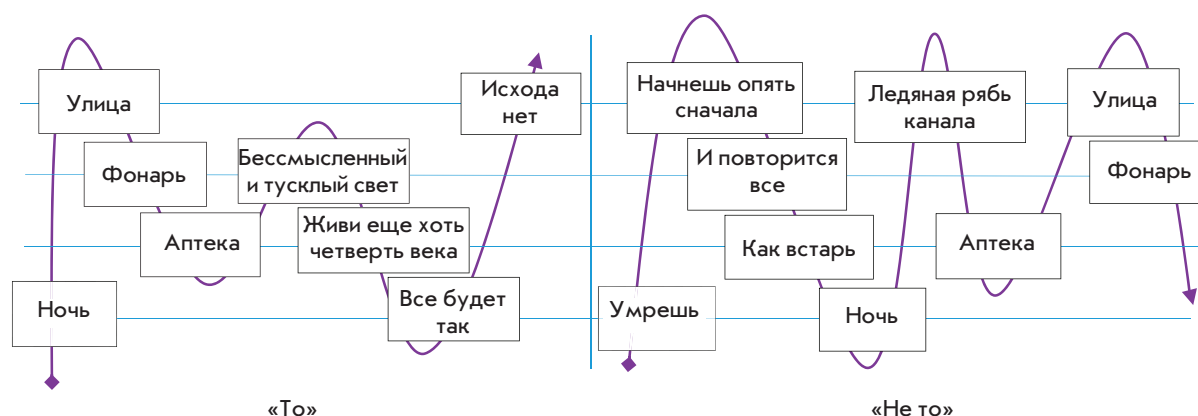 Ночь
Улица
Фонарь
Аптека
Бессмысленный
и тусклый свет
Живи еще хоть
четверть века
Все будет
так
Исхода
нет
«То»
Умрешь
Начнешь опять
сначала
И повторится
все
Как встарь
Ночь
Ледяная рябь
канала
Аптека
Улица
Фонарь
«Не то»